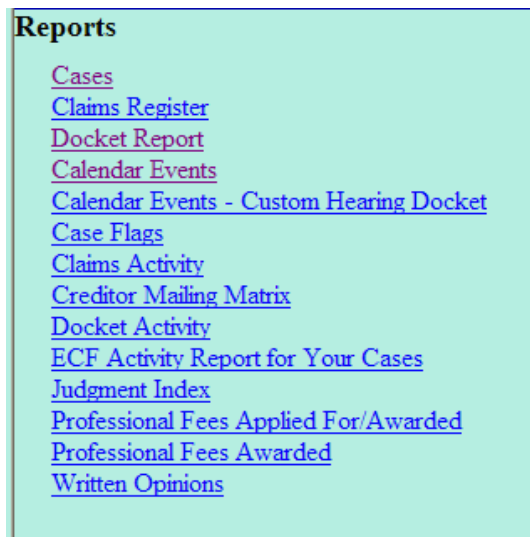 Reports
Cases
Claims Register
Docket Report
Calendar Events
Calendar Events - Custom Hearing Docket
Case Flags
Claims Activity
Creditor Mailing Matrix
Docket Activity
ECF Activity Report for Your Cases
Judgment Index
Professional Fees Applied For/Awarded
Professional Fees Awarded
Written Opinions